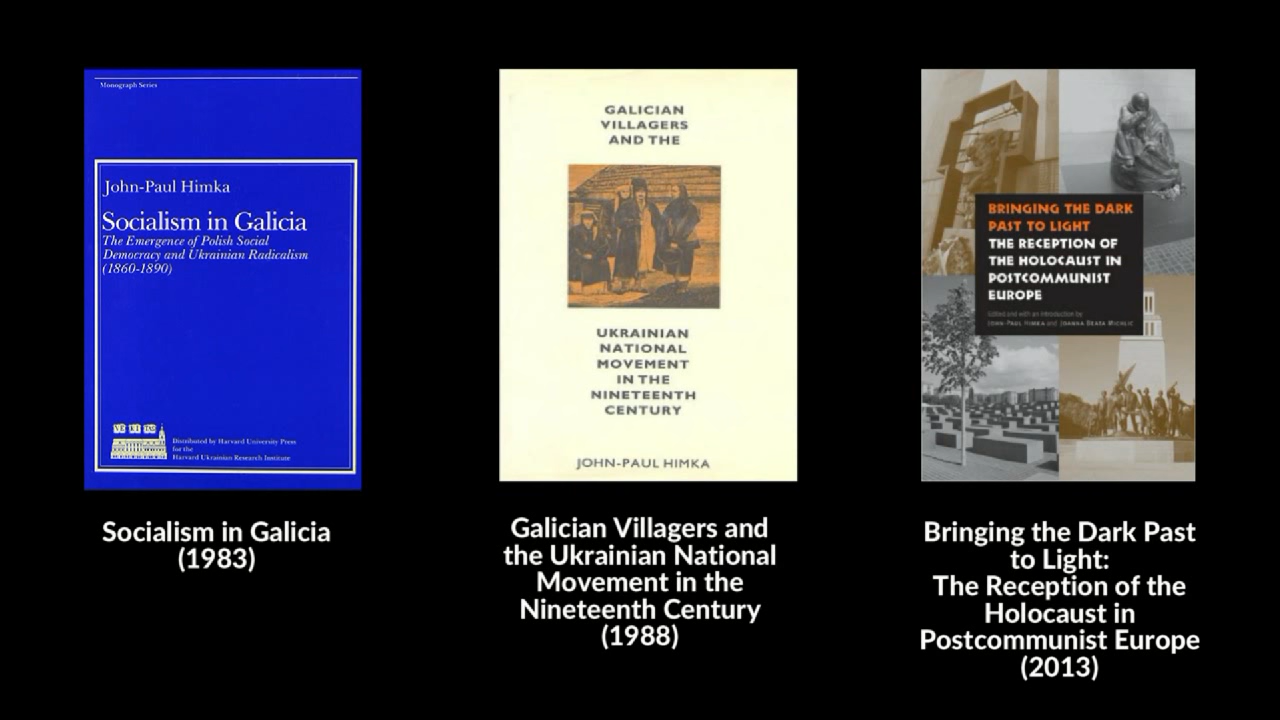 Monograph Series
John-Paul Himka
Socialism in Galicia
The Emergence of Polish Social
Democracy and Ukrainian Radicalism
(1860-1890)
Distributed by Harvard University Press
for the
Harvard Ukrainian Research Institute
Socialism in Galicia
(1983)
GALICIAN
VILLAGERS
AND THE
UKRAINIAN
NATIONAL
MOVEMENT
IN THE
NINETEENTH
CENTURY
JOHN-PAUL HIMKA
Galician Villagers and
the Ukrainian National
Movement in the
Nineteenth Century
(1988)
BRINGING THE DARK
PAST TO LIGHT
THE RECEPTION OF
THE HOLOCAUST IN
POSTCOMMUNIST
EUROPE
Edited and with an introduction by
JOHN-PAUL HIMKA and JOANNA BEATA MICHLIC
Bringing the Dark Past
to Light:
The Reception of the
Holocaust in
Postcommunist Europe
(2013)